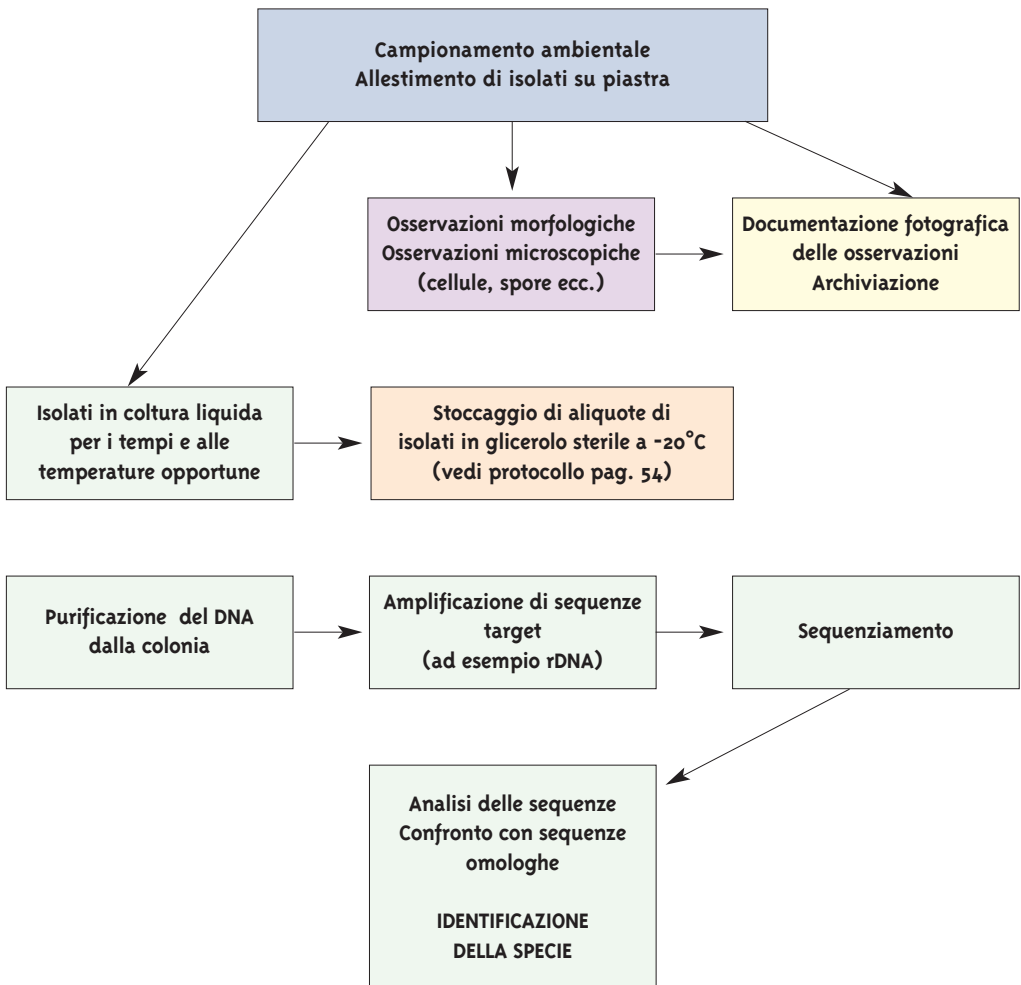 Campionamento ambientale
Allestimento di isolati su piastra
Osservazioni morfologiche
Osservazioni microscopiche
(cellule, spore ecc.)
Documentazione fotografica
delle osservazioni
Archiviazione
Isolati in coltura liquida
per i tempi e alle
temperature opportune
Stoccaggio di aliquote di
isolati in glicerolo sterile a -20°C
(vedi protocollo pag. 54)
Purificazione del DNA
dalla colonia
Amplificazione di sequenze
target
(ad esempio rDNA)
Sequenziamento
Analisi delle sequenze
Confronto con sequenze
omologhe
IDENTIFICAZIONE
DELLA SPECIE